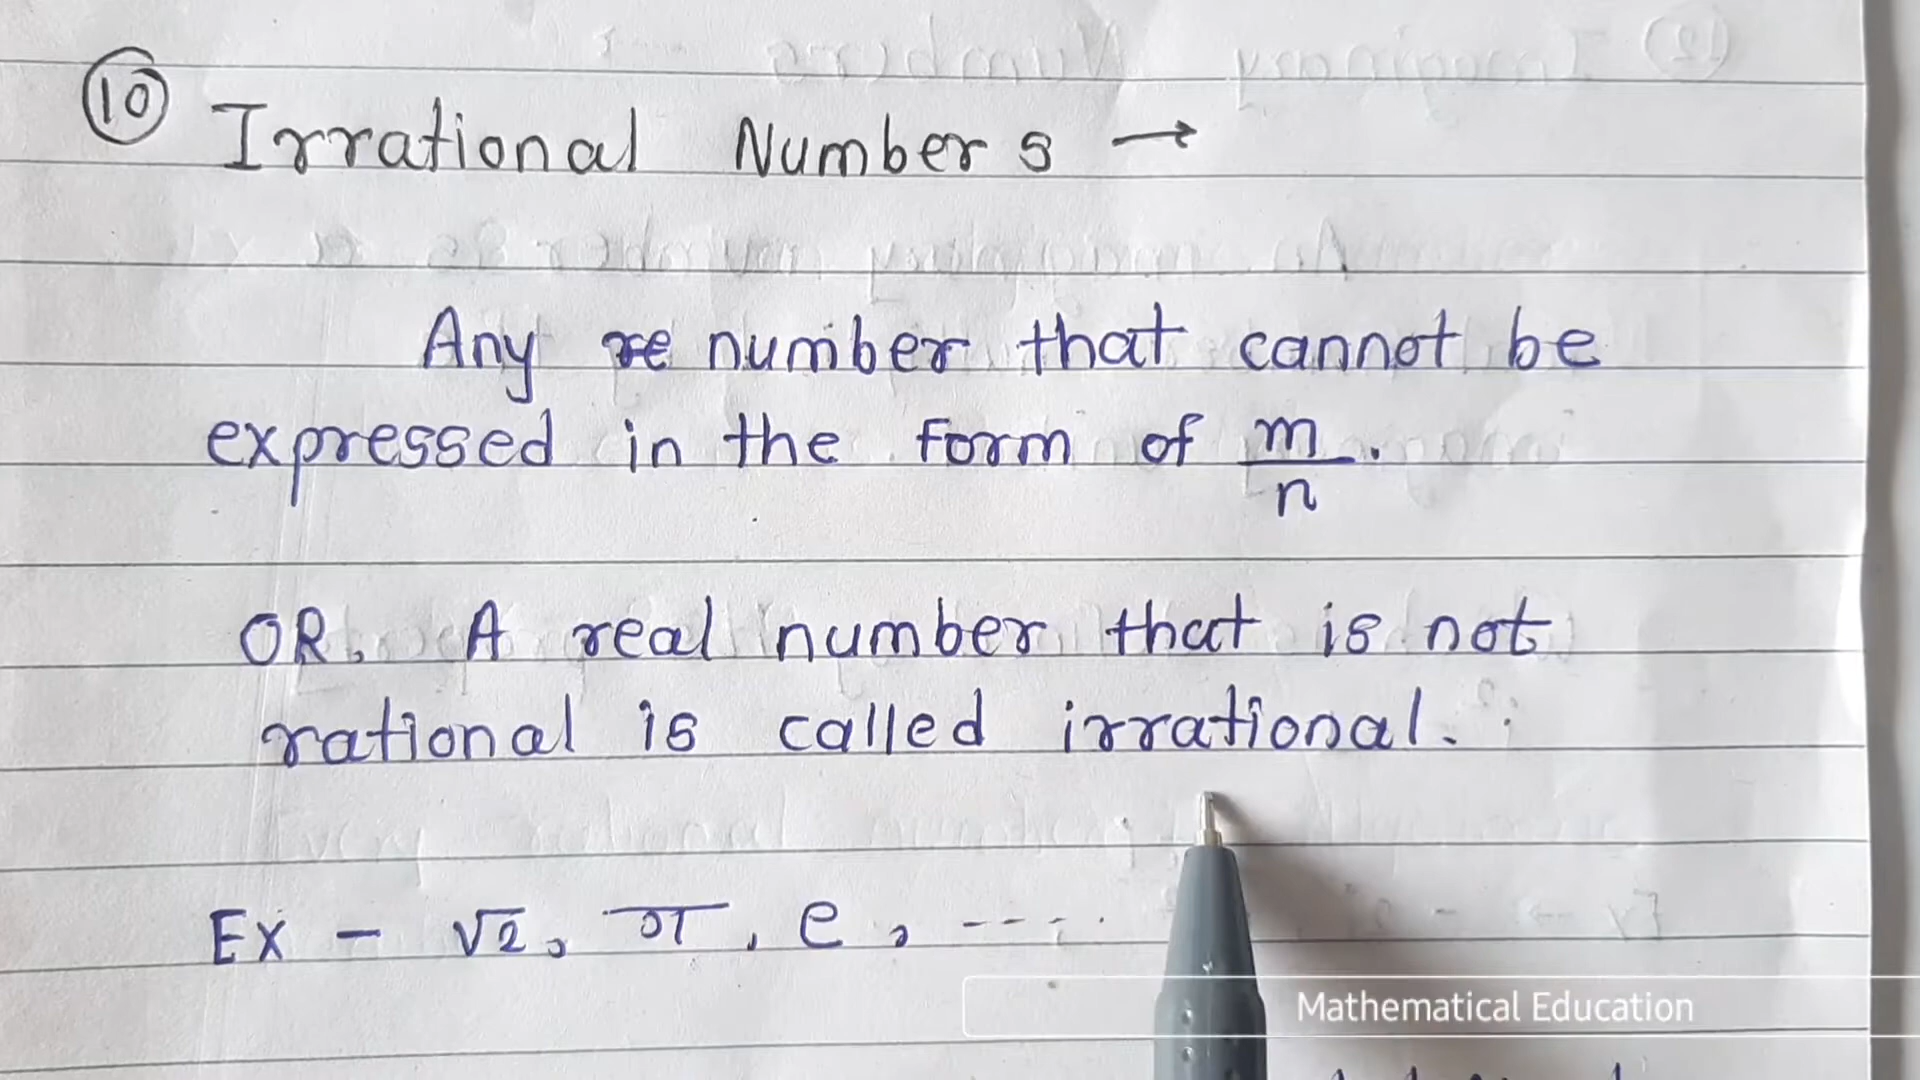 10 Irrational Numbers →
Any re number that cannot be
expressed in the form of m/n.
OR. A real number that is not
rational is called irrational.
Ex - √2, π, e, ----
Mathematical Education